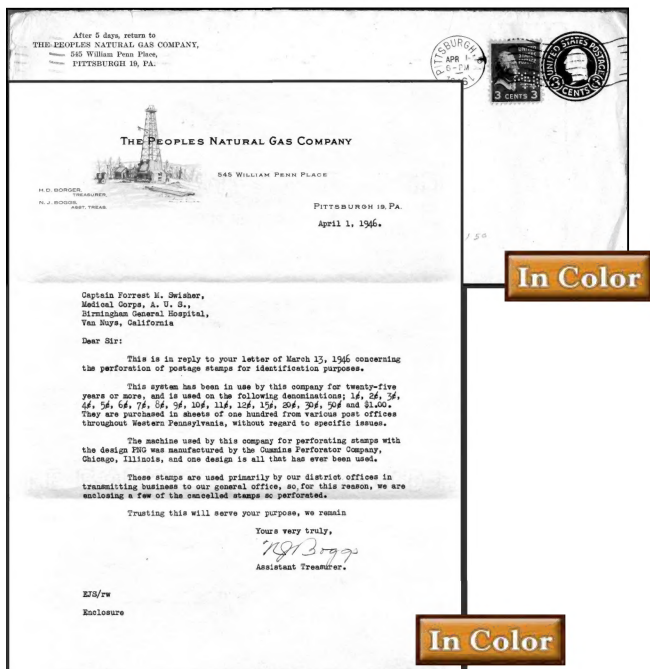 After 5 days, return to
THE PEOPLES NATURAL GAS COMPANY,
545 William Penn Place,
PITTSBURGH 19, PA.
PITTSBURGH,
APR 1
6-PM
3 CENTS 3
UNITED STATES POSTAGE
CENTS
THE PEOPLES NATURAL GAS COMPANY
545 WILLIAM PENN PLACE
H.D. BORGER,
TREASURER.
N. J. BOGGS,
ASST. TREAS.
PITTSBURGH 19, PA.
April 1, 1946.
150
In Color
Captain Forrest M. Swisher,
Medical Corps, A. U. S.,
Birmingham General Hospital,
Van Nuys, California
Dear Sir:
This is in reply to your letter of March 13, 1946 concerning
the perforation of postage stamps for identification purposes.
This system has been in use by this company for twenty-five
years or more, and is used on the following denominations; 1¢, 2¢, 3¢,
4¢, 5¢, 6¢, 7¢, 8¢, 9¢, 10¢, 11¢, 12¢, 15¢, 20¢, 30¢, 50¢ and $1.00.
They are purchased in sheets of one hundred from various post offices
throughout Western Pennsylvania, without regard to specific issues.
The machine used by this company for perforating stamps with
the design PNG was manufactured by the Cummins Perforator Company,
Chicago, Illinois, and one design is all that has ever been used.
These stamps are used primarily by our district offices in
transmitting business to our general office, so, for this reason, we are
enclosing a few of the cancelled stamps so perforated.
Trusting this will serve your purpose, we remain
Yours very truly,
NJ Boggs
Assistant Treasurer.
EJS/rw
Enclosure
In Color